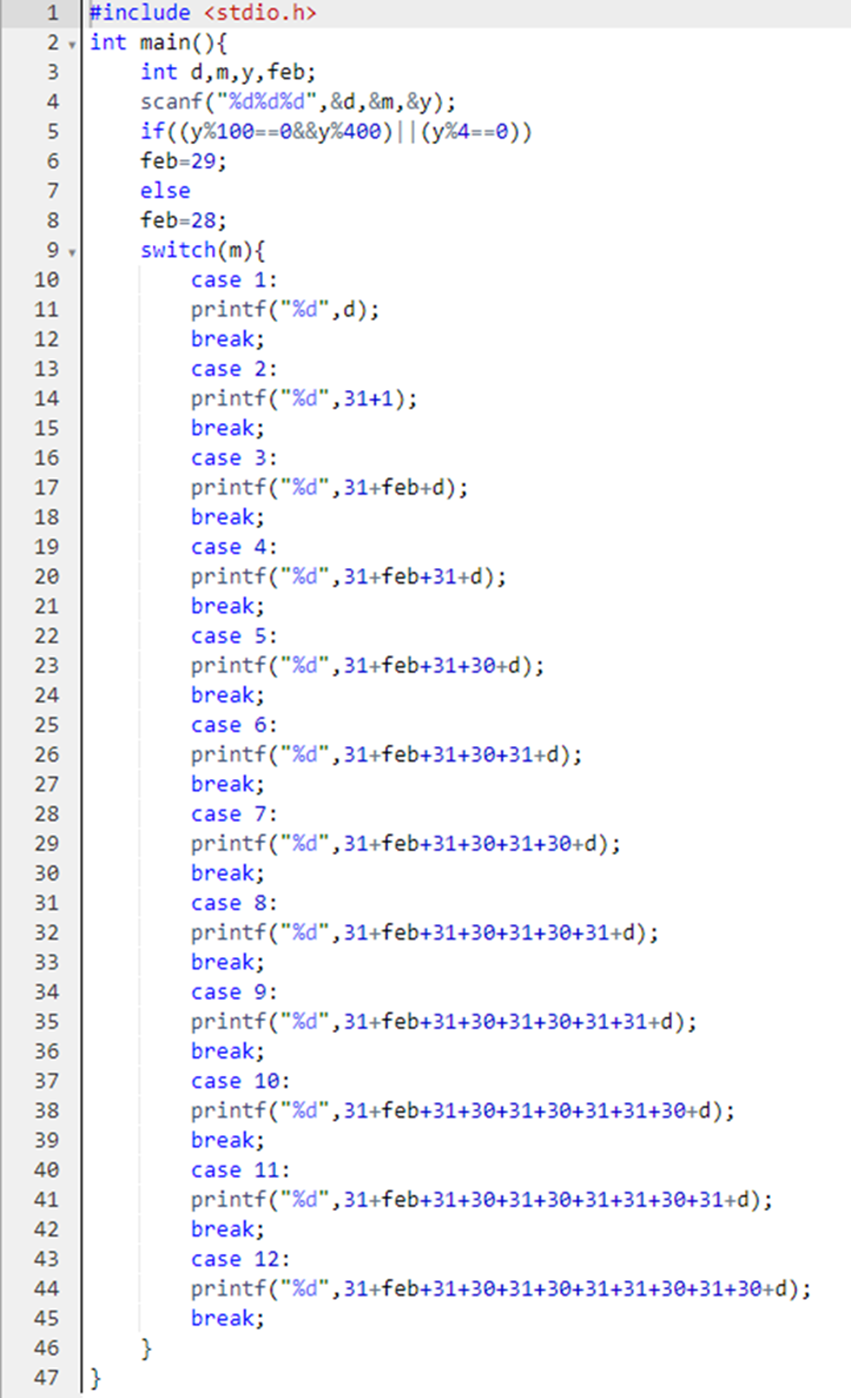 1 #include <stdio.h>
2 int main(){
3     int d,m,y,feb;
4     scanf("%d%d%d",&d,&m,&y);
5     if((y%100==0&&y%400)||(y%4==0))
6     feb=29;
7     else
8     feb=28;
9     switch(m){
10         case 1:
11         printf("%d",d);
12         break;
13         case 2:
14         printf("%d",31+1);
15         break;
16         case 3:
17         printf("%d",31+feb+d);
18         break;
19         case 4:
20         printf("%d",31+feb+31+d);
21         break;
22         case 5:
23         printf("%d",31+feb+31+30+d);
24         break;
25         case 6:
26         printf("%d",31+feb+31+30+31+d);
27         break;
28         case 7:
29         printf("%d",31+feb+31+30+31+30+d);
30         break;
31         case 8:
32         printf("%d",31+feb+31+30+31+30+31+d);
33         break;
34         case 9:
35         printf("%d",31+feb+31+30+31+30+31+31+d);
36         break;
37         case 10:
38         printf("%d",31+feb+31+30+31+30+31+31+30+d);
39         break;
40         case 11:
41         printf("%d",31+feb+31+30+31+30+31+31+30+31+d);
42         break;
43         case 12:
44         printf("%d",31+feb+31+30+31+30+31+31+30+31+30+d);
45         break;
46     }
47 }